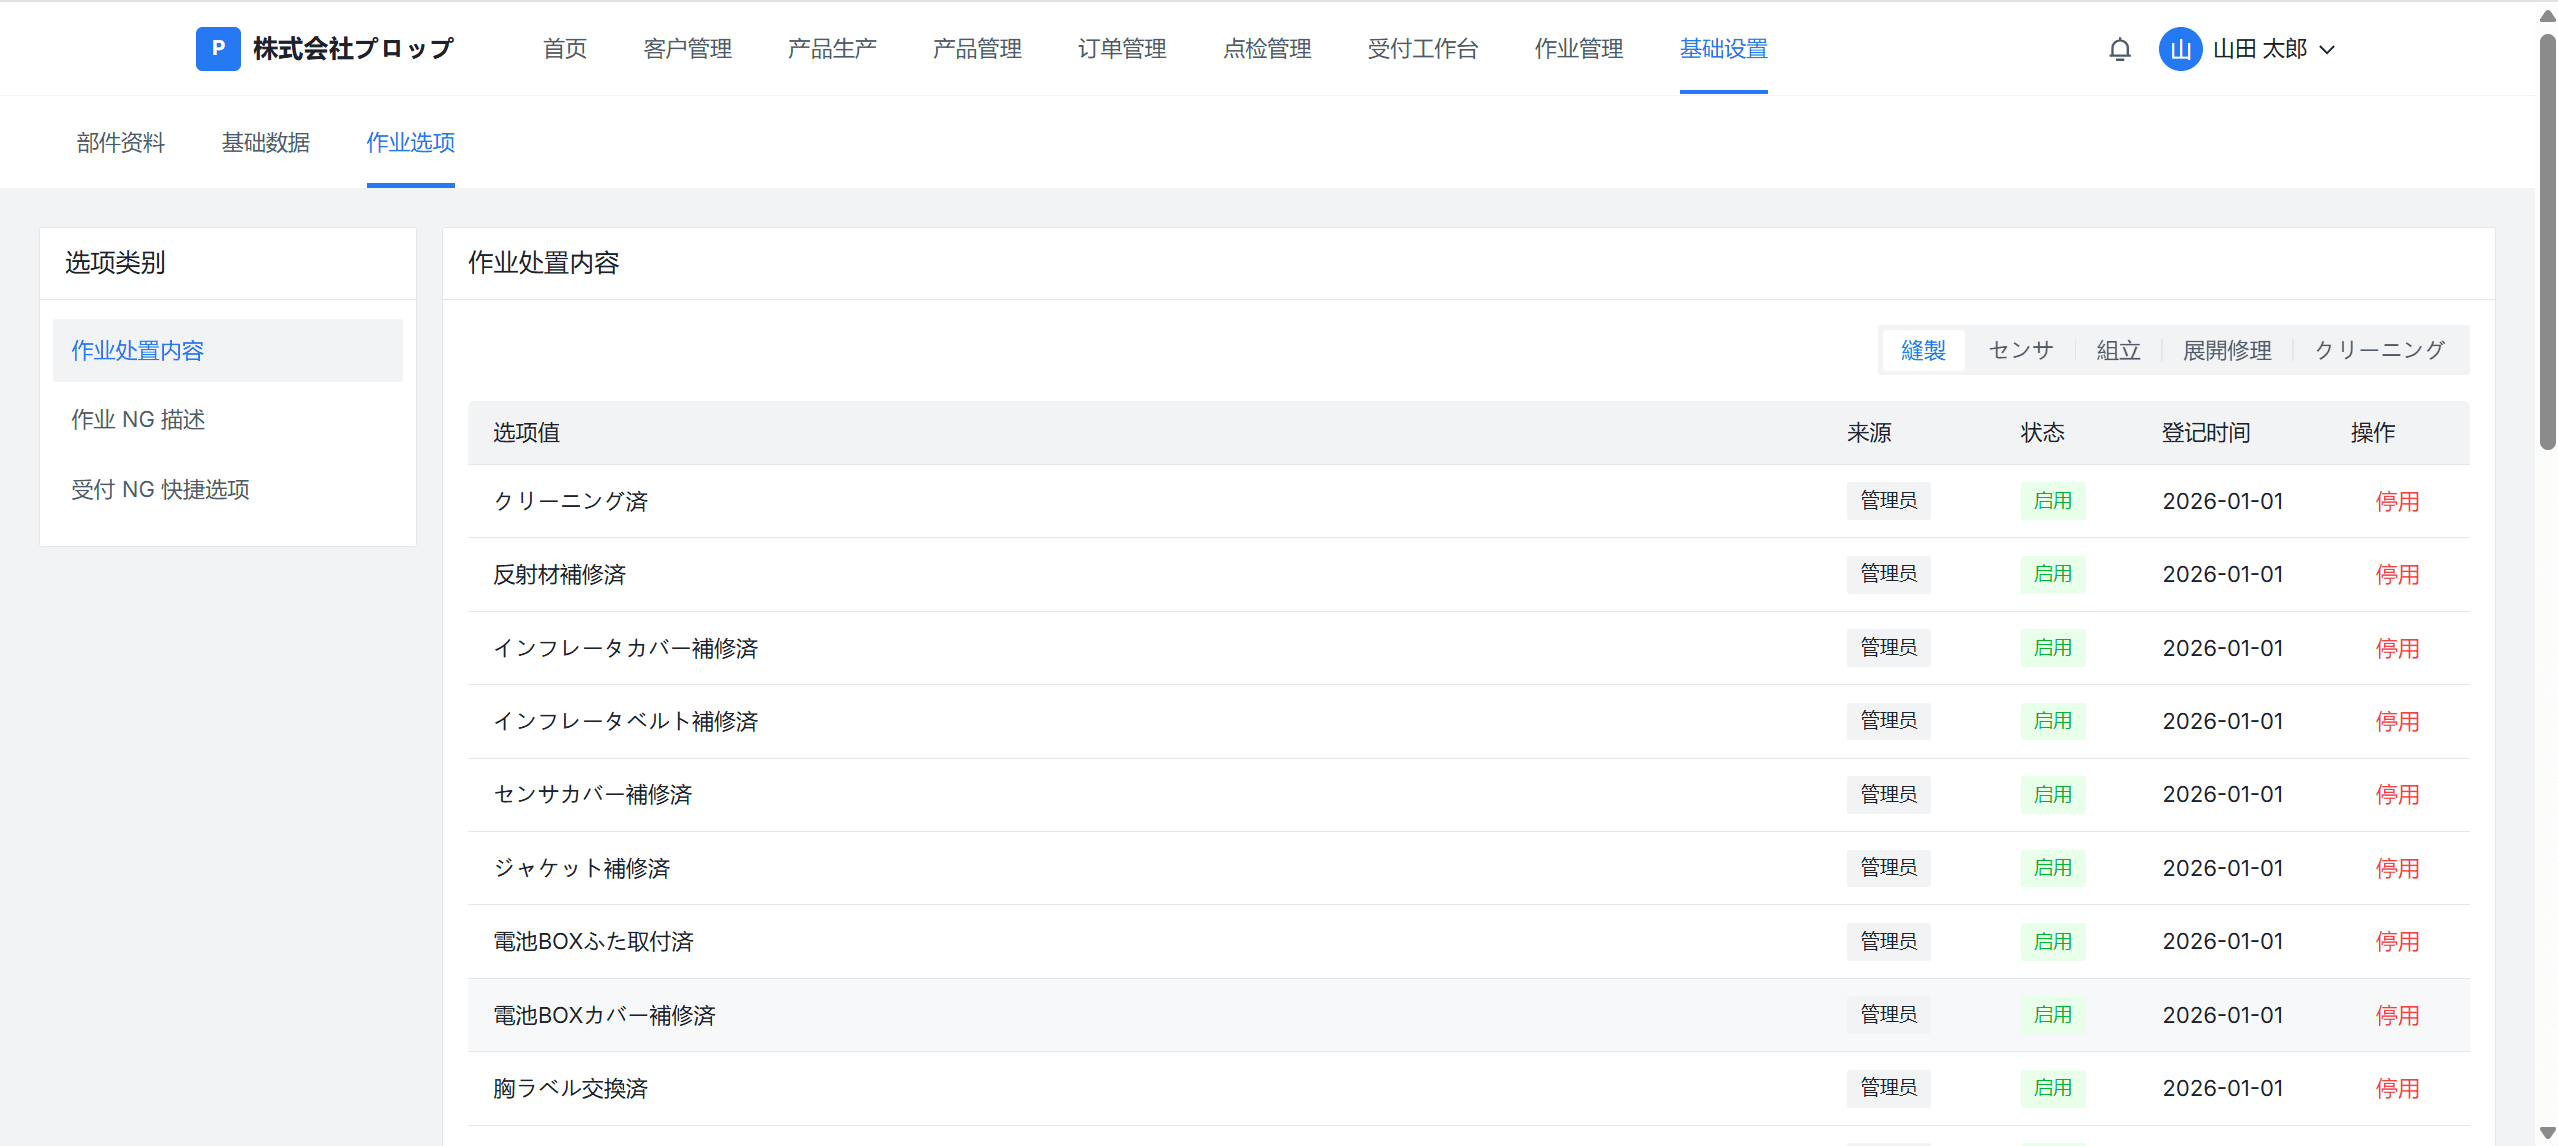 P 株式会社プロップ 首页 客户管理 产品生产 产品管理 订单管理 点检管理 受付工作台 作业管理 基础设置 山 山田 太郎
部件资料 基础数据 作业选项
选项类别
作业处置内容
作业 NG 描述
受付 NG 快捷选项
作业处置内容
縫製 センサ 組立 展開修理 クリーニング
选项值 来源 状态 登记时间 操作
クリーニング済 管理员 启用 2026-01-01 停用
反射材補修済 管理员 启用 2026-01-01 停用
インフレータカバー補修済 管理员 启用 2026-01-01 停用
インフレータベルト補修済 管理员 启用 2026-01-01 停用
センサカバー補修済 管理员 启用 2026-01-01 停用
ジャケット補修済 管理员 启用 2026-01-01 停用
電池BOXふた取付済 管理员 启用 2026-01-01 停用
電池BOXカバー補修済 管理员 启用 2026-01-01 停用
胸ラベル交換済 管理员 启用 2026-01-01 停用